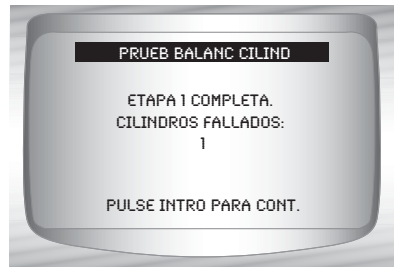 PRUEB BALANC CILIND
ETAPA 1 COMPLETA.
CILINDROS FALLADOS:
1
PULSE INTRO PARA CONT.